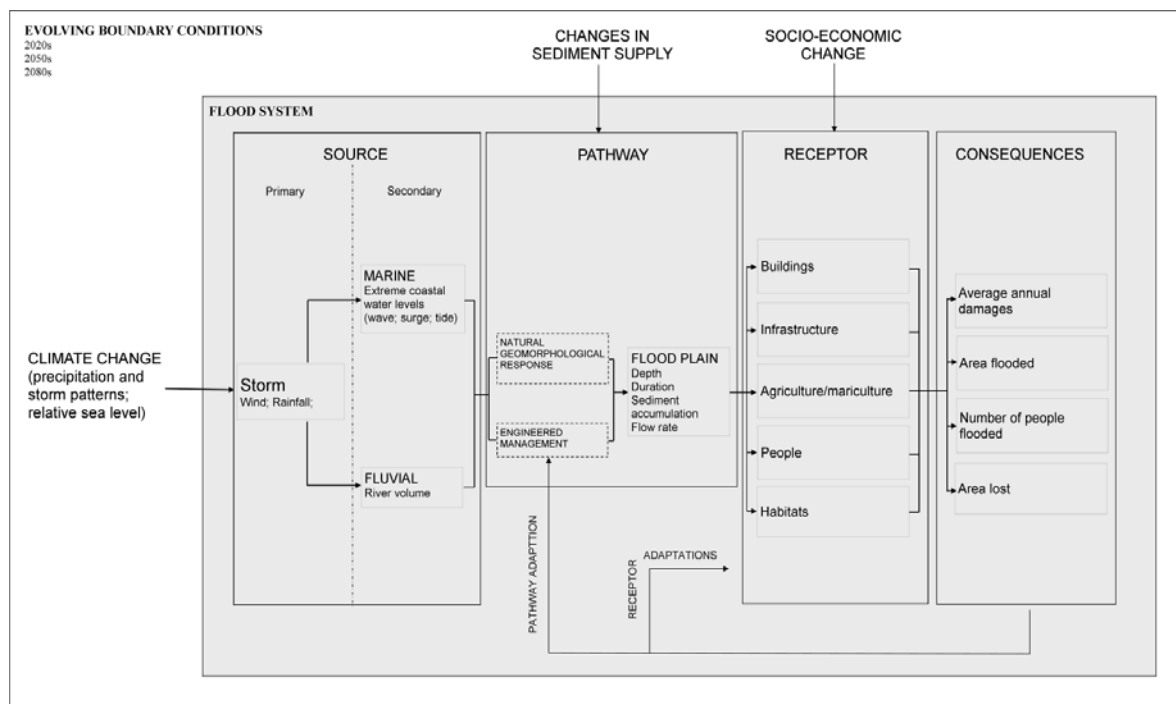 EVOLVING BOUNDARY CONDITIONS
2020s
2050s
2080s
CHANGES IN
SEDIMENT SUPPLY
SOCIO-ECONOMIC
CHANGE
FLOOD SYSTEM
CLIMATE CHANGE
(precipitation and
storm patterns;
relative sea level)
SOURCE
Primary
Secondary
Storm
Wind; Rainfall;
MARINE
Extreme coastal
water levels
(wave; surge; tide)
FLUVIAL
River volume
PATHWAY
NATURAL
GEOMORPHOLOGICAL
RESPONSE
ENGINEERED
MANAGEMENT
FLOOD PLAIN
Depth
Duration
Sediment
accumulation
Flow rate
RECEPTOR
Buildings
Infrastructure
Agriculture/mariculture
People
Habitats
CONSEQUENCES
Average annual
damages
Area flooded
Number of people
flooded
Area lost
PATHWAY ADAPTTION
RECEPTOR
ADAPTATIONS